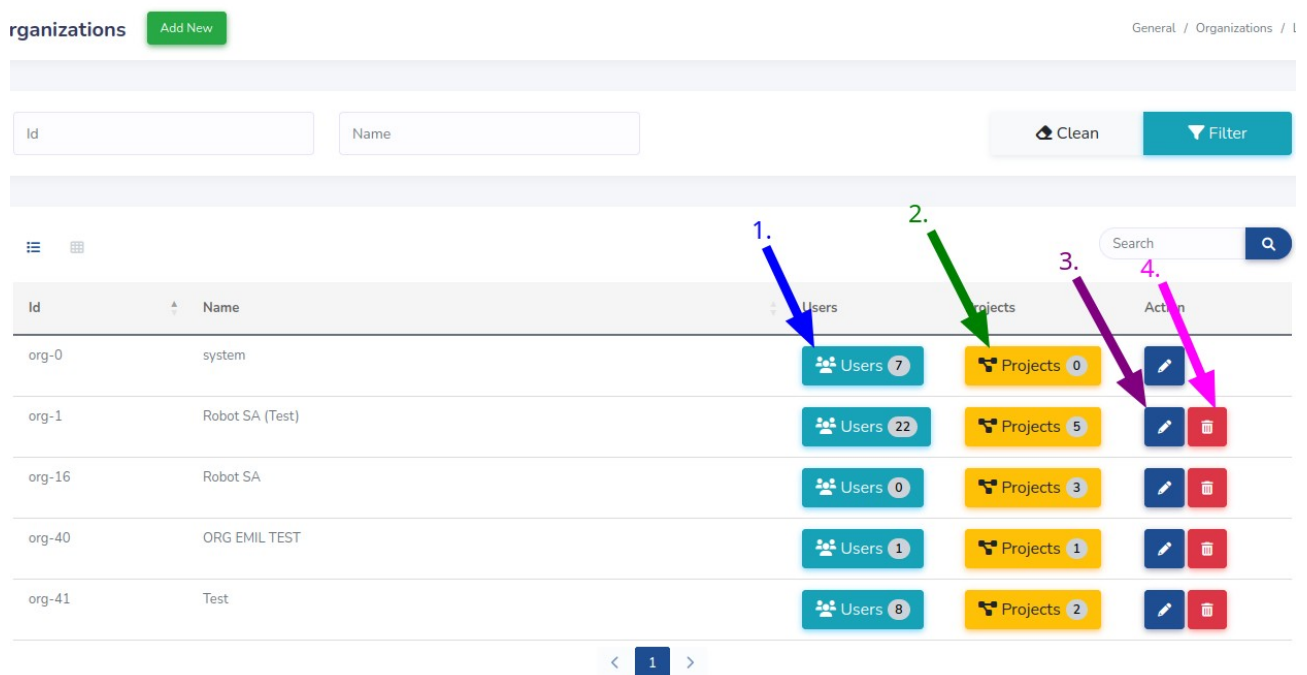 rganizations Add New General / Organizations / L
Id Name Clean Filter
1. 2. 3. 4.
Search
Id Name Users rojects Action
org-0 system Users 7 Projects 0
org-1 Robot SA (Test) Users 22 Projects 5
org-16 Robot SA Users 0 Projects 3
org-40 ORG EMIL TEST Users 1 Projects 1
org-41 Test Users 8 Projects 2
< 1 >